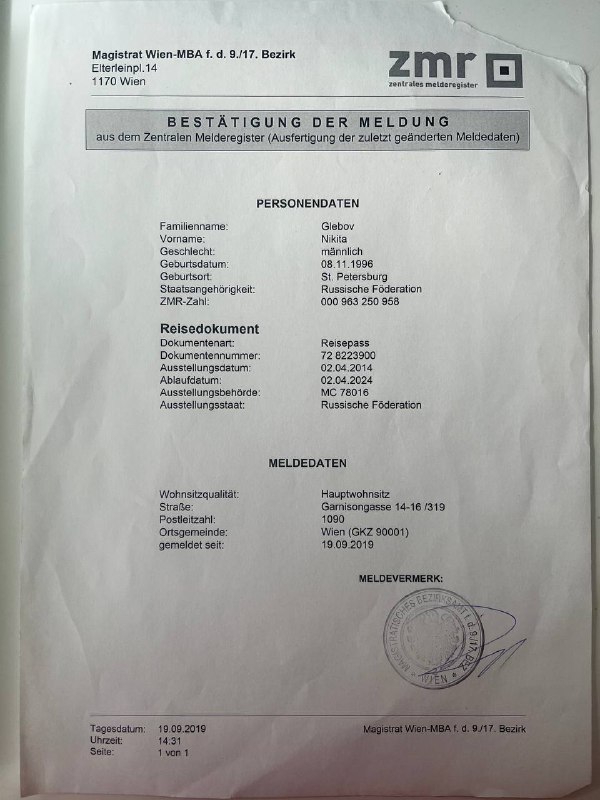 Magistrat Wien-MBA f. d. 9./17. Bezirk
Elterleinpl.14
1170 Wien
zmr
zentrales melderegister
BESTÄTIGUNG DER MELDUNG
aus dem Zentralen Melderegister (Ausfertigung der zuletzt geänderten Meldedaten)
PERSONENDATEN
Familienname: Glebov
Vorname: Nikita
Geschlecht: männlich
Geburtsdatum: 08.11.1996
Geburtsort: St. Petersburg
Staatsangehörigkeit: Russische Föderation
ZMR-Zahl: 000 963 250 958
Reisedokument
Dokumentenart: Reisepass
Dokumentennummer: 72 8223900
Ausstellungsdatum: 02.04.2014
Ablaufdatum: 02.04.2024
Ausstellungsbehörde: MC 78016
Ausstellungsstaat: Russische Föderation
MELDEDATEN
Wohnsitzqualität: Hauptwohnsitz
Straße: Garnisongasse 14-16 /319
Postleitzahl: 1090
Ortsgemeinde: Wien (GKZ 90001)
gemeldet seit: 19.09.2019
MELDEVERMERK:
MAGISTRATISCHES BEZIRKSAMT f. d. 9./17. BEZ.
* WIEN *
Tagesdatum: 19.09.2019 Magistrat Wien-MBA f. d. 9./17. Bezirk
Uhrzeit: 14:31
Seite: 1 von 1